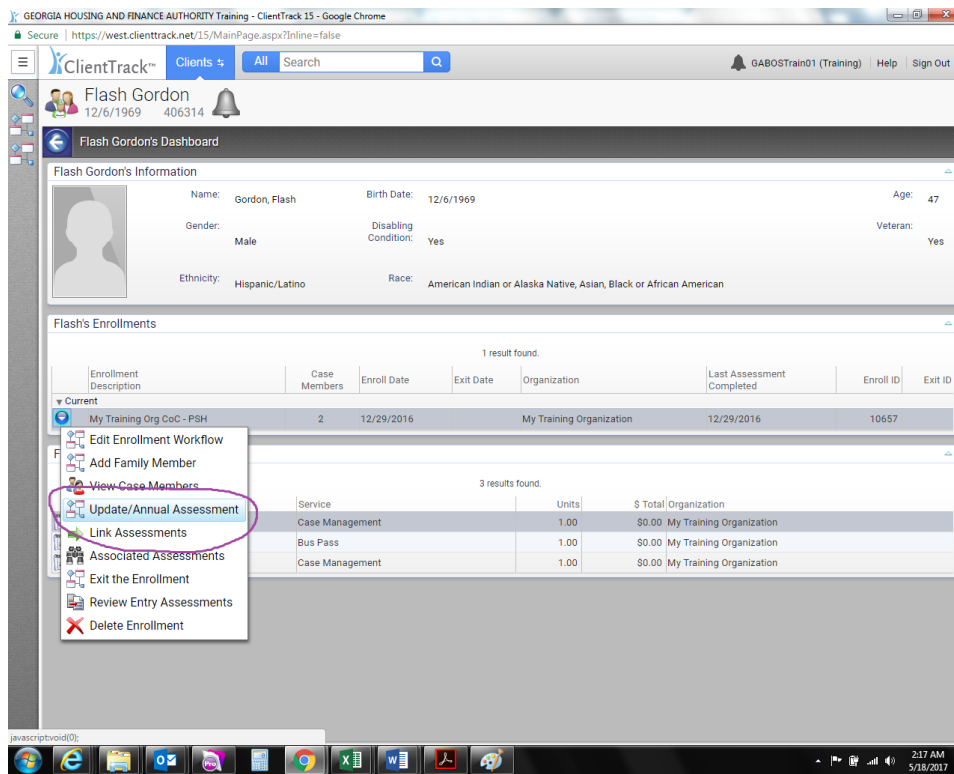 GEORGIA HOUSING AND FINANCE AUTHORITY Training - ClientTrack 15 - Google Chrome
Secure | https://west.clienttrack.net/15/MainPage.aspx?Inline=false
ClientTrack™ Clients All Search GABOSTrain01 (Training) Help Sign Out
Flash Gordon
12/6/1969 406314
Flash Gordon's Dashboard
Flash Gordon's Information
Name: Gordon, Flash Birth Date: 12/6/1969 Age: 47
Gender: Male Disabling Condition: Yes Veteran: Yes
Ethnicity: Hispanic/Latino Race: American Indian or Alaska Native, Asian, Black or African American
Flash's Enrollments
1 result found.
Enrollment Description Case Members Enroll Date Exit Date Organization Last Assessment Completed Enroll ID Exit ID
Current
My Training Org CoC - PSH 2 12/29/2016 My Training Organization 12/29/2016 10657
Edit Enrollment Workflow
Add Family Member
View Case Members
Update/Annual Assessment
Link Assessments
Associated Assessments
Exit the Enrollment
Review Entry Assessments
Delete Enrollment
3 results found.
Service Units $ Total Organization
Case Management 1.00 $0.00 My Training Organization
Bus Pass 1.00 $0.00 My Training Organization
Case Management 1.00 $0.00 My Training Organization
javascript:void(0);
Pro
2:17 AM
5/18/2017